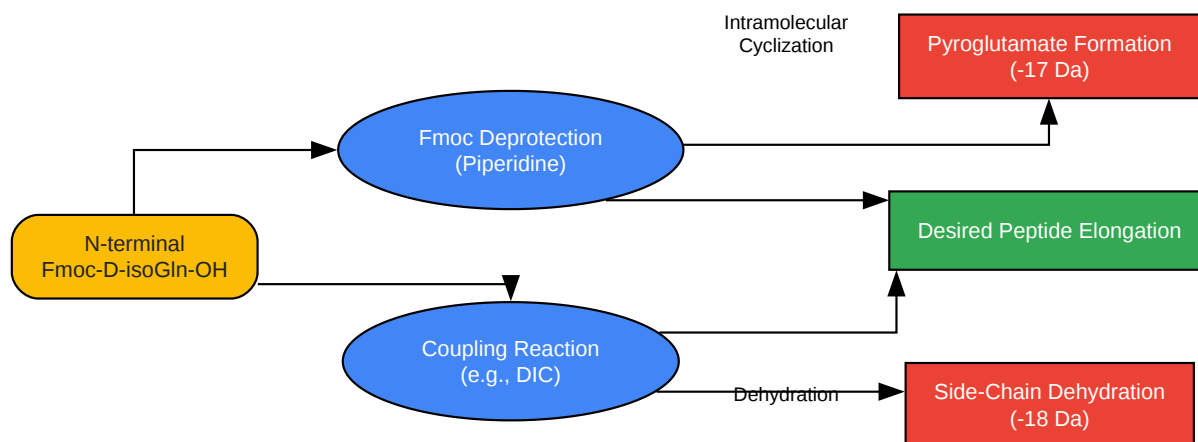 Intramolecular
Cyclization
Pyroglutamate Formation
(-17 Da)
Fmoc Deprotection
(Piperidine)
Desired Peptide Elongation
N-terminal
Fmoc-D-isoGln-OH
Coupling Reaction
(e.g., DIC)
Dehydration
Side-Chain Dehydration
(-18 Da)